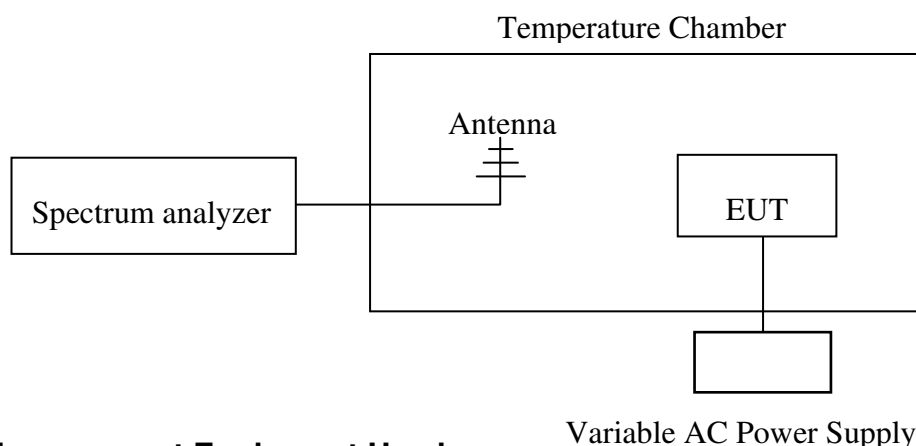 Temperature Chamber
Antenna
Spectrum analyzer
EUT
Variable AC Power Supply